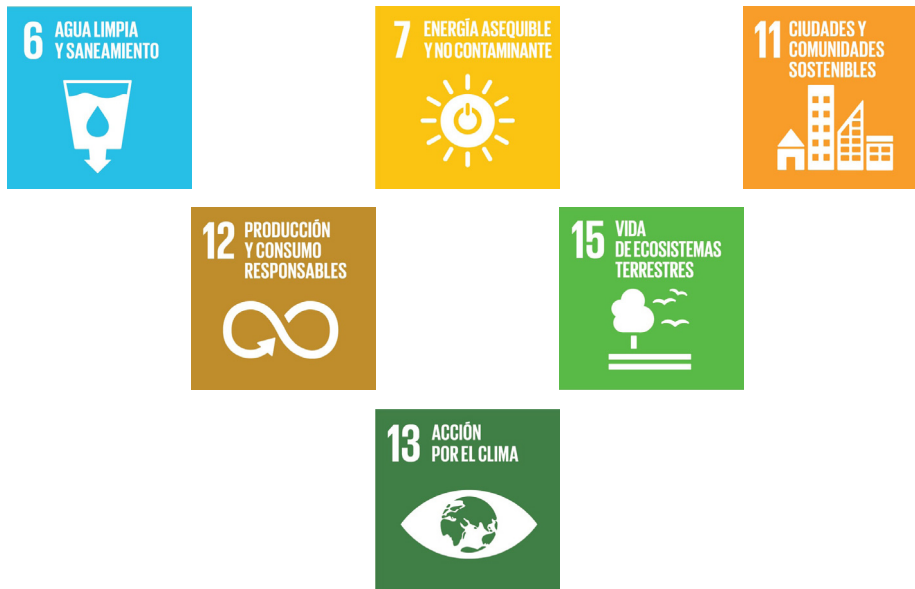 6 AGUA LIMPIA
Y SANEAMIENTO
7 ENERGÍA ASEQUIBLE
Y NO CONTAMINANTE
11 CIUDADES Y
COMUNIDADES
SOSTENIBLES
12 PRODUCCIÓN
Y CONSUMO
RESPONSABLES
15 VIDA
DE ECOSISTEMAS
TERRESTRES
13 ACCIÓN
POR EL CLIMA